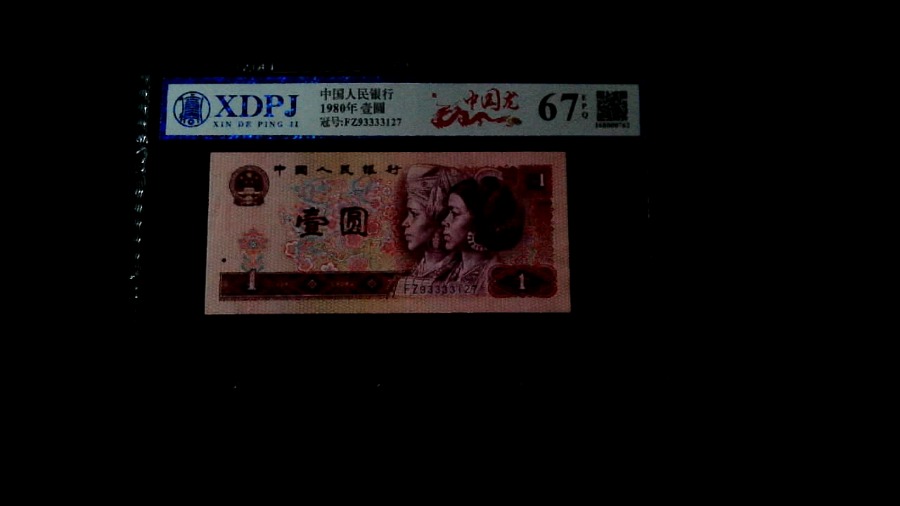 XDPJ
XIN DE PING JI
中国人民银行
1980年 壹圆
冠号:FZ93333127
中国龙
67
EPQ
中国人民银行
1
壹圆
1
FZ93333127
1